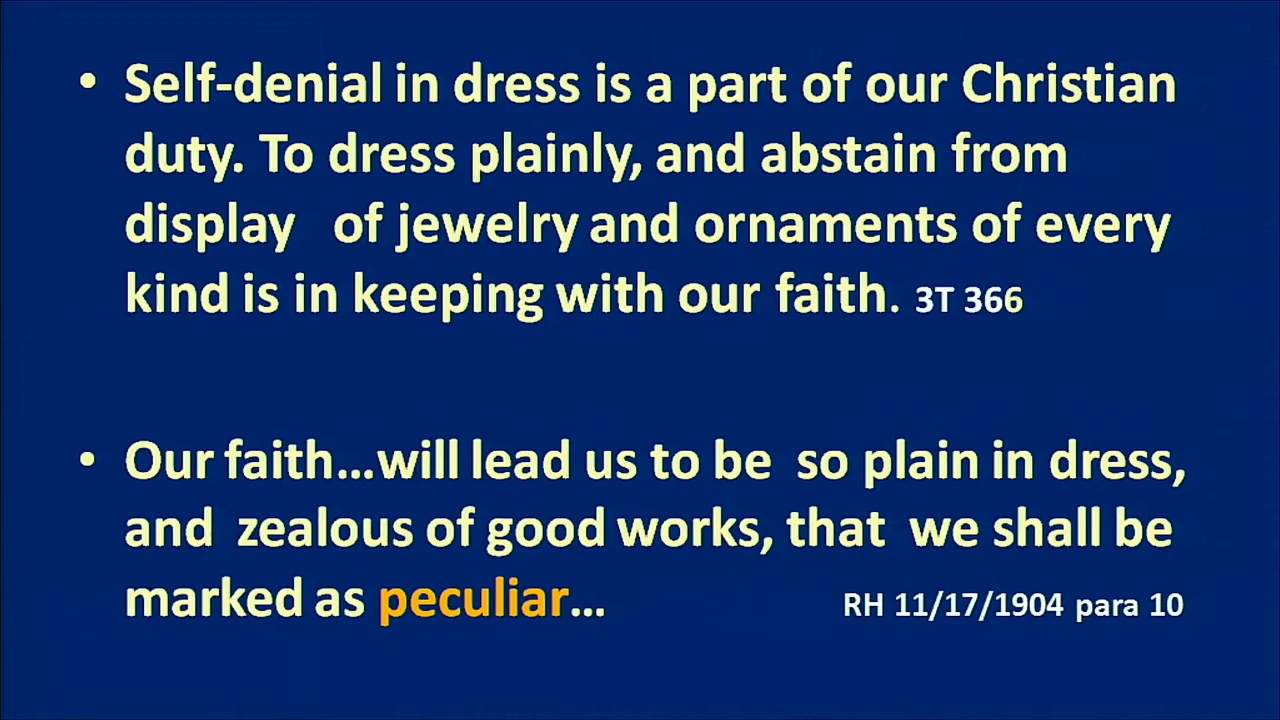 • Self-denial in dress is a part of our Christian
duty. To dress plainly, and abstain from
display of jewelry and ornaments of every
kind is in keeping with our faith. 3T 366
• Our faith...will lead us to be so plain in dress,
and zealous of good works, that we shall be
marked as peculiar... RH 11/17/1904 para 10